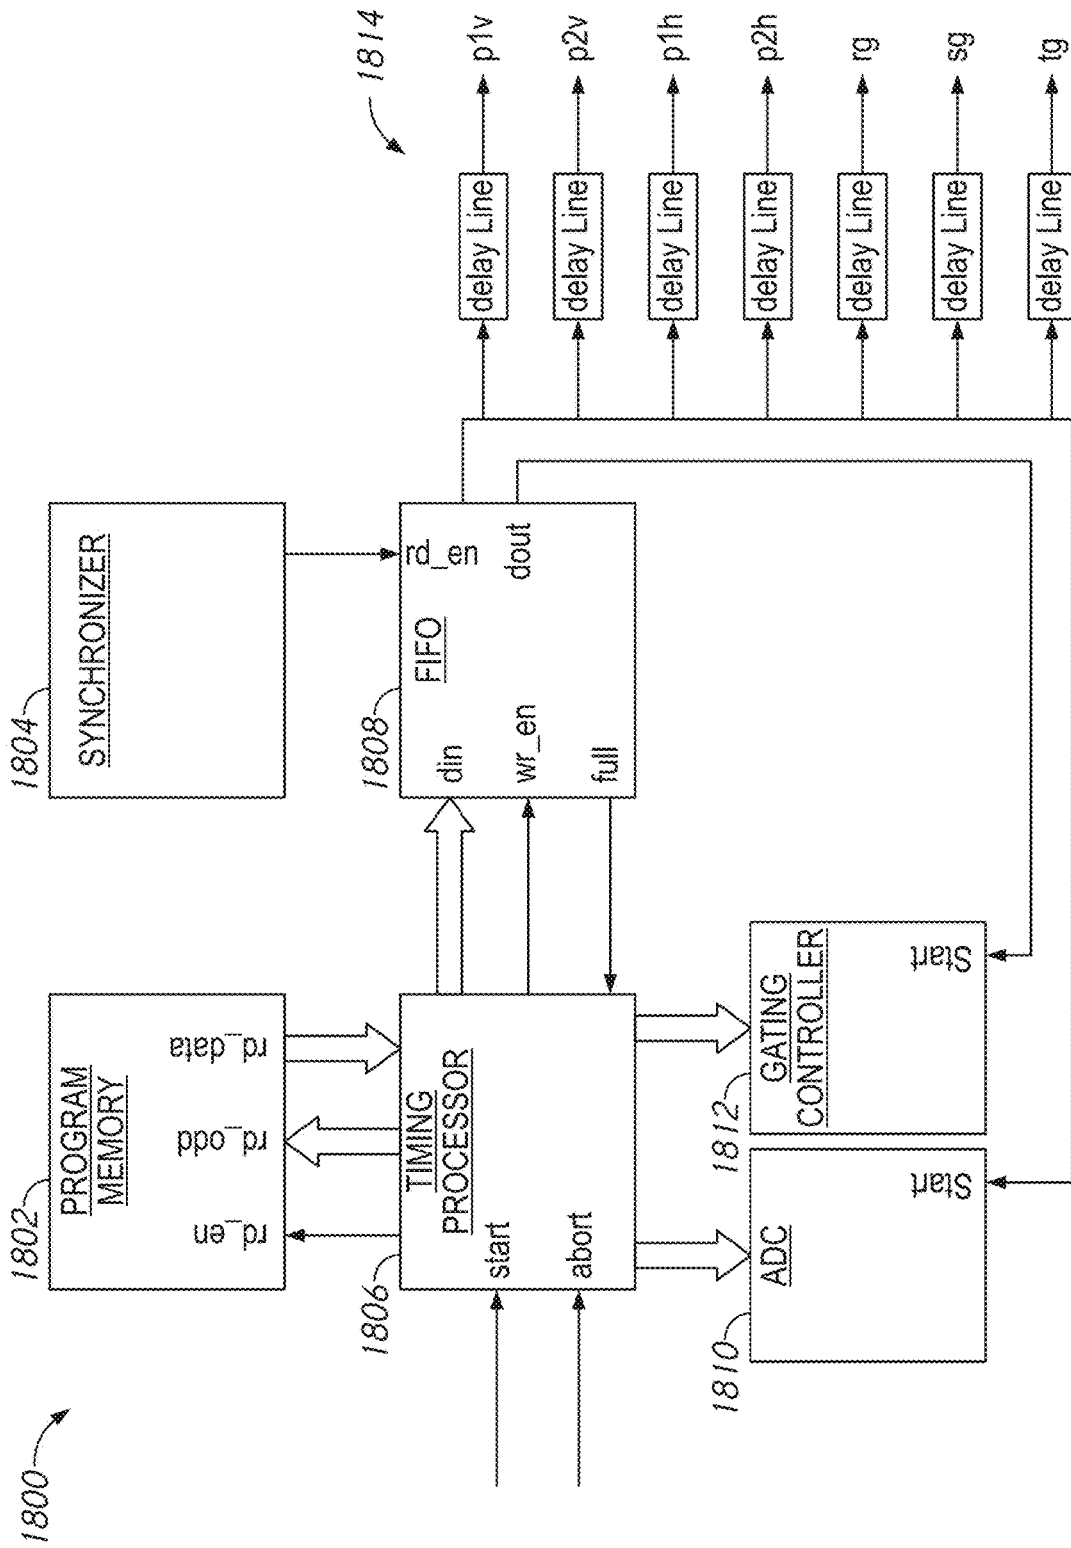 1800
1802
PROGRAM
MEMORY
rd_en
rd_odd
rd_data
1804
SYNCHRONIZER
1806
TIMING
PROCESSOR
start
abort
1808
FIFO
din
wr_en
full
rd_en
dout
1810
ADC
Start
1812
GATING
CONTROLLER
Start
1814
delay Line
p1v
delay Line
p2v
delay Line
p1h
delay Line
p2h
delay Line
rg
delay Line
sg
delay Line
tg